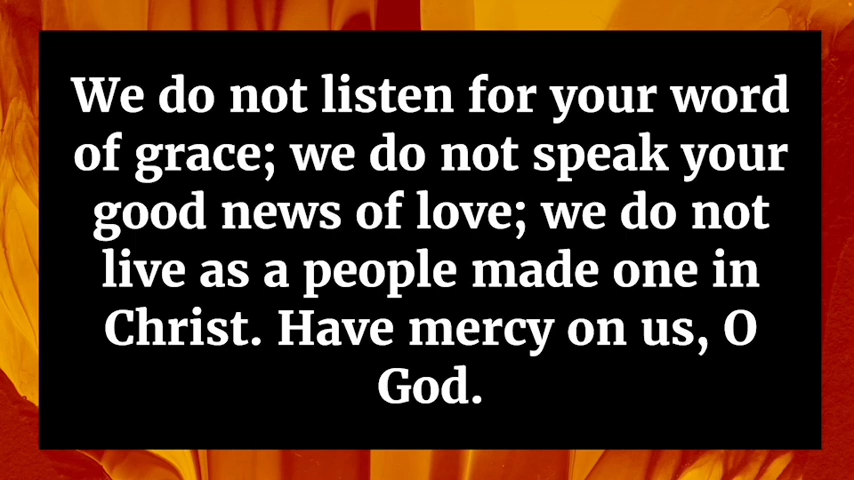 We do not listen for your word
of grace; we do not speak your
good news of love; we do not
live as a people made one in
Christ. Have mercy on us, O
God.